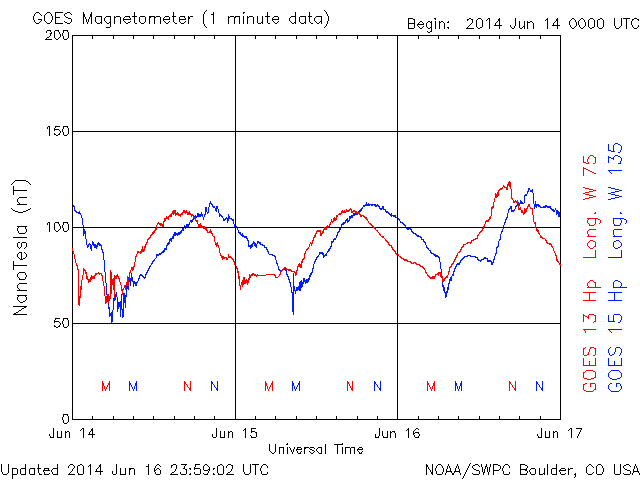 GOES Magnetometer (1 minute data)
Begin: 2014 Jun 14 0000 UTC
200
150
100
50
0
NanoTesla (nT)
M M N N M M N N M M N N
Jun 14 Jun 15 Jun 16 Jun 17
Universal Time
GOES 13 Hp Long. W 75
GOES 15 Hp Long. W 135
Updated 2014 Jun 16 23:59:02 UTC
NOAA/SWPC Boulder, CO USA